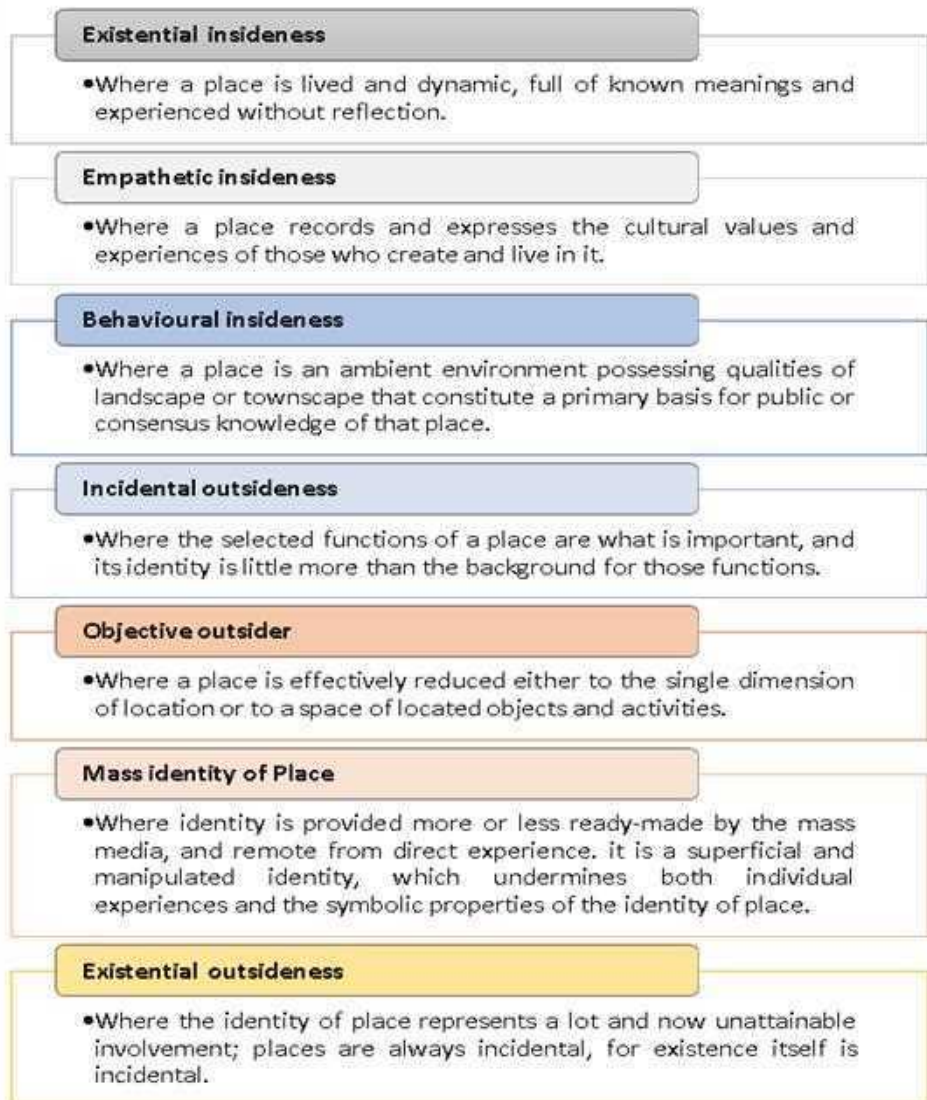 Existential insideness
•Where a place is lived and dynamic, full of known meanings and
experienced without reflection.
Empathetic insideness
•Where a place records and expresses the cultural values and
experiences of those who create and live in it.
Behavioural insideness
•Where a place is an ambient environment possessing qualities of
landscape or townscape that constitute a primary basis for public or
consensus knowledge of that place.
Incidental outsideness
•Where the selected functions of a place are what is important, and
its identity is little more than the background for those functions.
Objective outsider
•Where a place is effectively reduced either to the single dimension
of location or to a space of located objects and activities.
Mass identity of Place
•Where identity is provided more or less ready-made by the mass
media, and remote from direct experience. it is a superficial and
manipulated identity, which undermines both individual
experiences and the symbolic properties of the identity of place.
Existential outsideness
•Where the identity of place represents a lot and now unattainable
involvement; places are always incidental, for existence itself is
incidental.